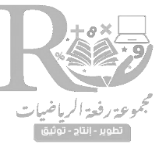 مجموعة رفعة الرياضيات
تطوير - إنتاج - توثيق